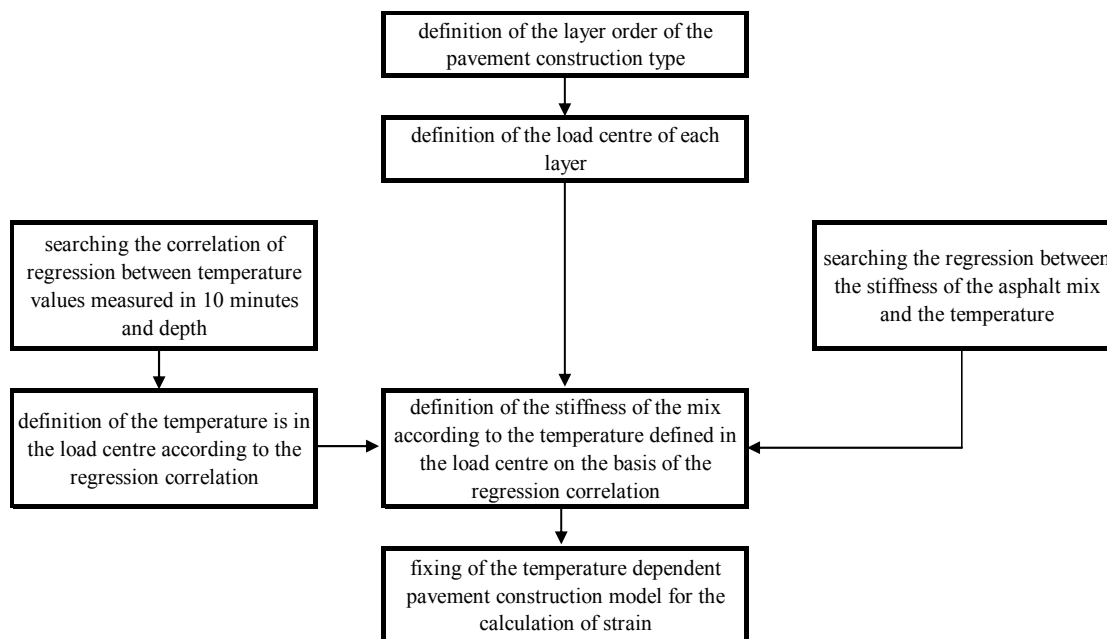 definition of the layer order of the
pavement construction type
definition of the load centre of each
layer
searching the correlation of
regression between temperature
values measured in 10 minutes
and depth
searching the regression between
the stiffness of the asphalt mix
and the temperature
definition of the temperature is in
the load centre according to the
regression correlation
definition of the stiffness of the mix
according to the temperature defined in
the load centre on the basis of the
regression correlation
fixing of the temperature dependent
pavement construction model for the
calculation of strain